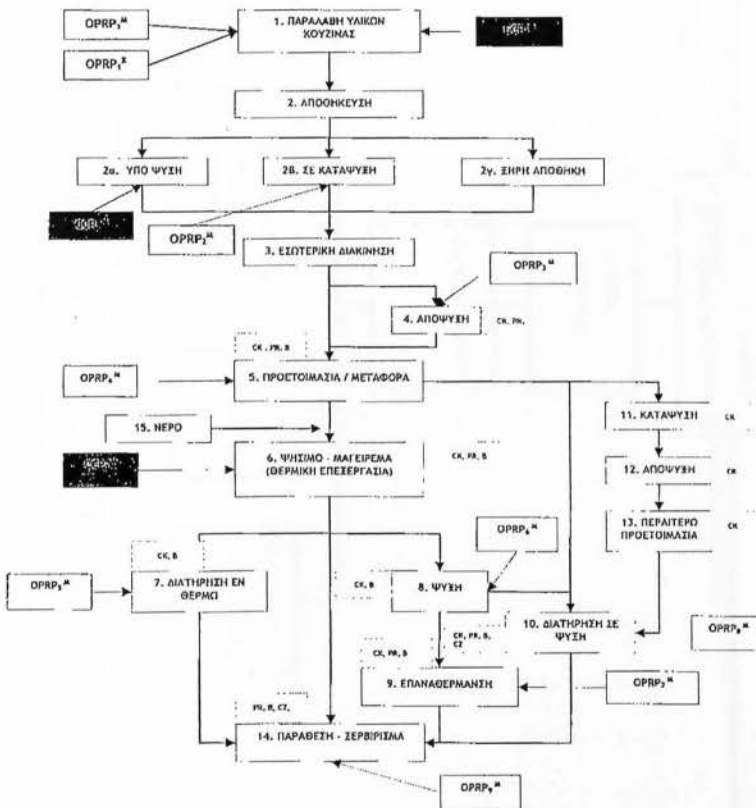 OPRP₃ᴹ
1. ΠΑΡΑΛΑΒΗ ΥΛΙΚΩΝ
ΚΟΥΖΙΝΑΣ
OPRP₁ˣ
2. ΑΠΟΘΗΚΕΥΣΗ
2α. ΥΠΟ ΨΥΞΗ
2β. ΣΕ ΚΑΤΑΨΥΞΗ
2γ. ΞΗΡΗ ΑΠΟΘΗΚΗ
OPRP₂ᴹ
3. ΕΣΩΤΕΡΙΚΗ ΔΙΑΚΙΝΗΣΗ
OPRP₃ᴹ
4. ΑΠΟΨΥΞΗ
CK, PR,
CK, PR, B
OPRP₄ᴹ
5. ΠΡΟΕΤΟΙΜΑΣΙΑ / ΜΕΤΑΦΟΡΑ
11. ΚΑΤΑΨΥΞΗ
CK
15. ΝΕΡΟ
6. ΨΗΣΙΜΟ - ΜΑΓΕΙΡΕΜΑ
(ΘΕΡΜΙΚΗ ΕΠΕΞΕΡΓΑΣΙΑ)
CK, PR, B
12. ΑΠΟΨΥΞΗ
CK
13. ΠΕΡΑΙΤΕΡΩ
ΠΡΟΕΤΟΙΜΑΣΙΑ
CK
OPRP₆ᴹ
CK, B
OPRP₅ᴹ
7. ΔΙΑΤΗΡΗΣΗ ΕΝ
ΘΕΡΜΩ
CK, B
8. ΨΥΞΗ
10. ΔΙΑΤΗΡΗΣΗ ΣΕ
ΨΥΞΗ
OPRP₈ᴹ
CK, PR, B,
CZ
CK, PR, B
9. ΕΠΑΝΑΘΕΡΜΑΝΣΗ
OPRP₇ᴹ
PR, B, CZ,
14. ΠΑΡΑΘΕΣΗ - ΣΕΡΒΙΡΙΣΜΑ
OPRP₉ᴹ